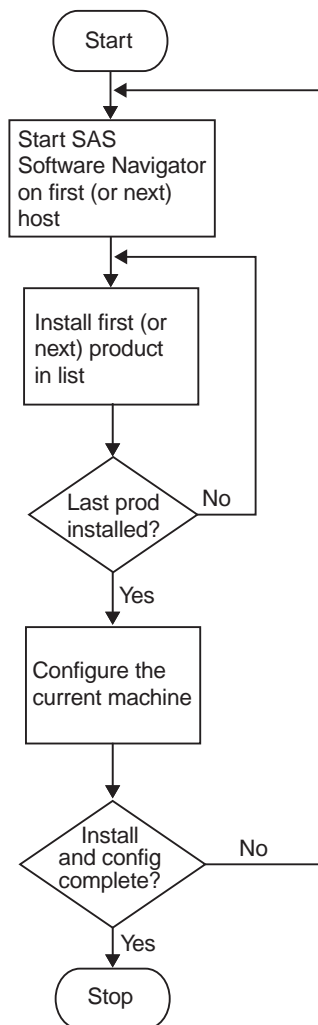 Start
Start SAS
Software Navigator
on first (or next)
host
Install first (or
next) product
in list
Last prod
installed?
No
Yes
Configure the
current machine
Install
and config
complete?
No
Yes
Stop